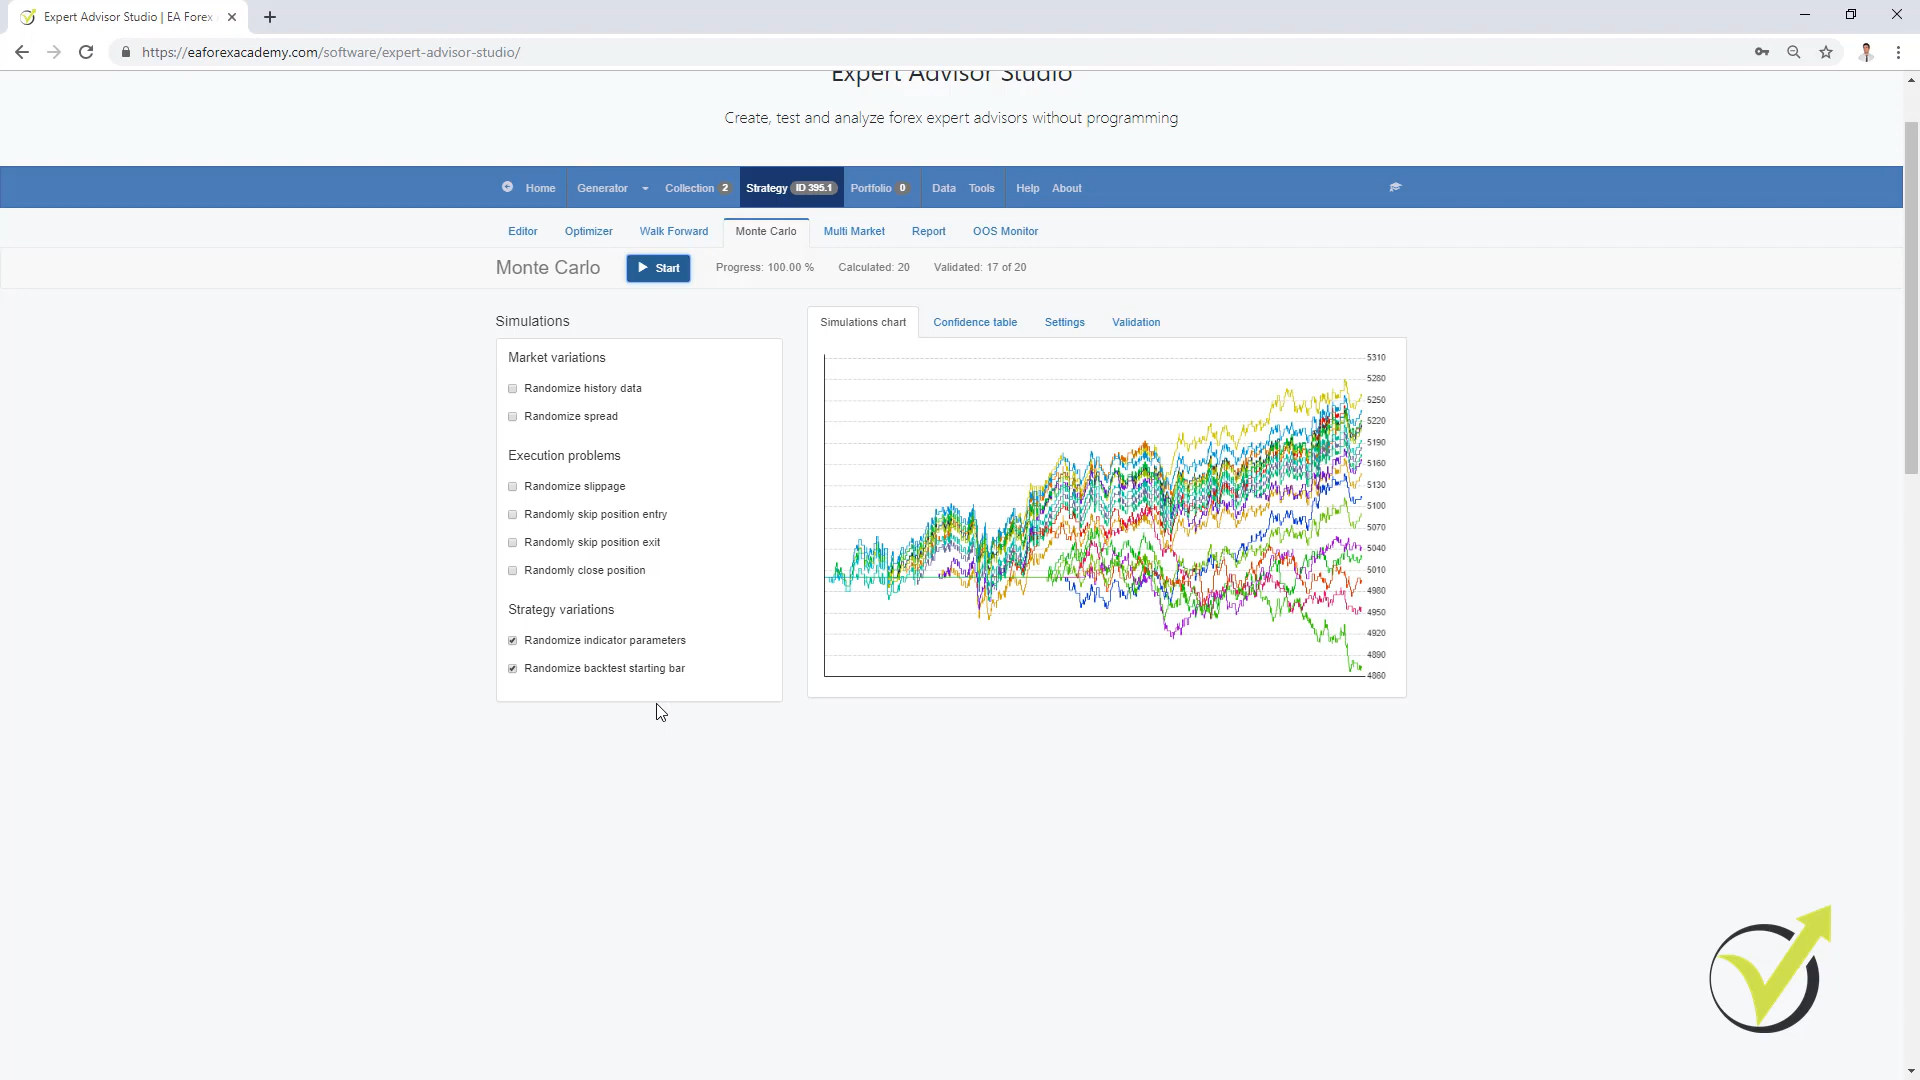 Expert Advisor Studio | EA Forex
https://eaforexacademy.com/software/expert-advisor-studio/
Expert Advisor Studio
Create, test and analyze forex expert advisors without programming
Home Generator Collection 2 Strategy ID 395.1 Portfolio 0 Data Tools Help About
Editor Optimizer Walk Forward Monte Carlo Multi Market Report OOS Monitor
Monte Carlo Start Progress: 100.00 % Calculated: 20 Validated: 17 of 20
Simulations
Market variations
Randomize history data
Randomize spread
Execution problems
Randomize slippage
Randomly skip position entry
Randomly skip position exit
Randomly close position
Strategy variations
Randomize indicator parameters
Randomize backtest starting bar
Simulations chart Confidence table Settings Validation
5310
5280
5250
5220
5190
5160
5130
5100
5070
5040
5010
4980
4950
4920
4890
4860